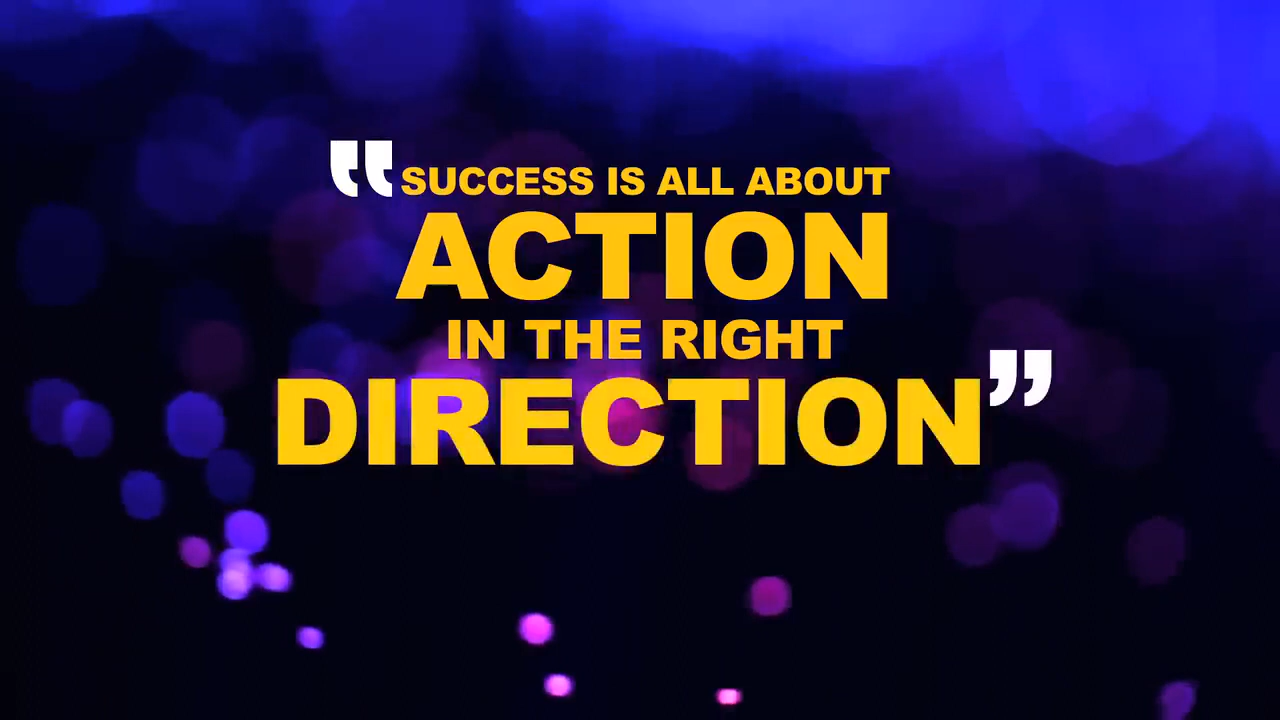 “SUCCESS IS ALL ABOUT
ACTION
IN THE RIGHT
DIRECTION”